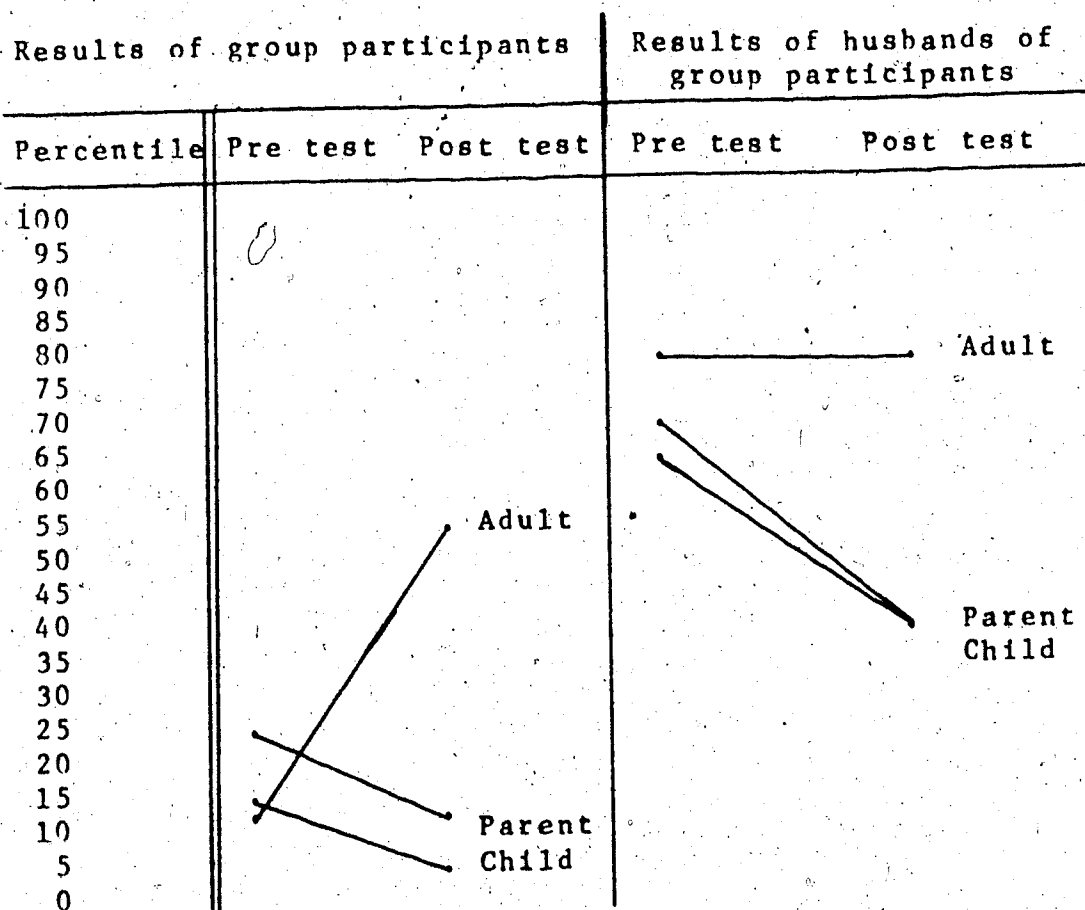 Results of group participants
Results of husbands of
group participants
Percentile Pre test Post test Pre test Post test
100
95
90
85
80 Adult
75
70
65
60
55 Adult
50
45
40 Parent
35 Child
30
25
20
15
10 Parent
5 Child
0